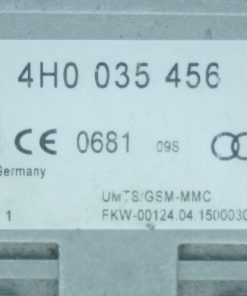 4H0 035 456
CE 0681 09S
Germany
UMTS/GSM-MMC
1 FKW-00124.04.1500030